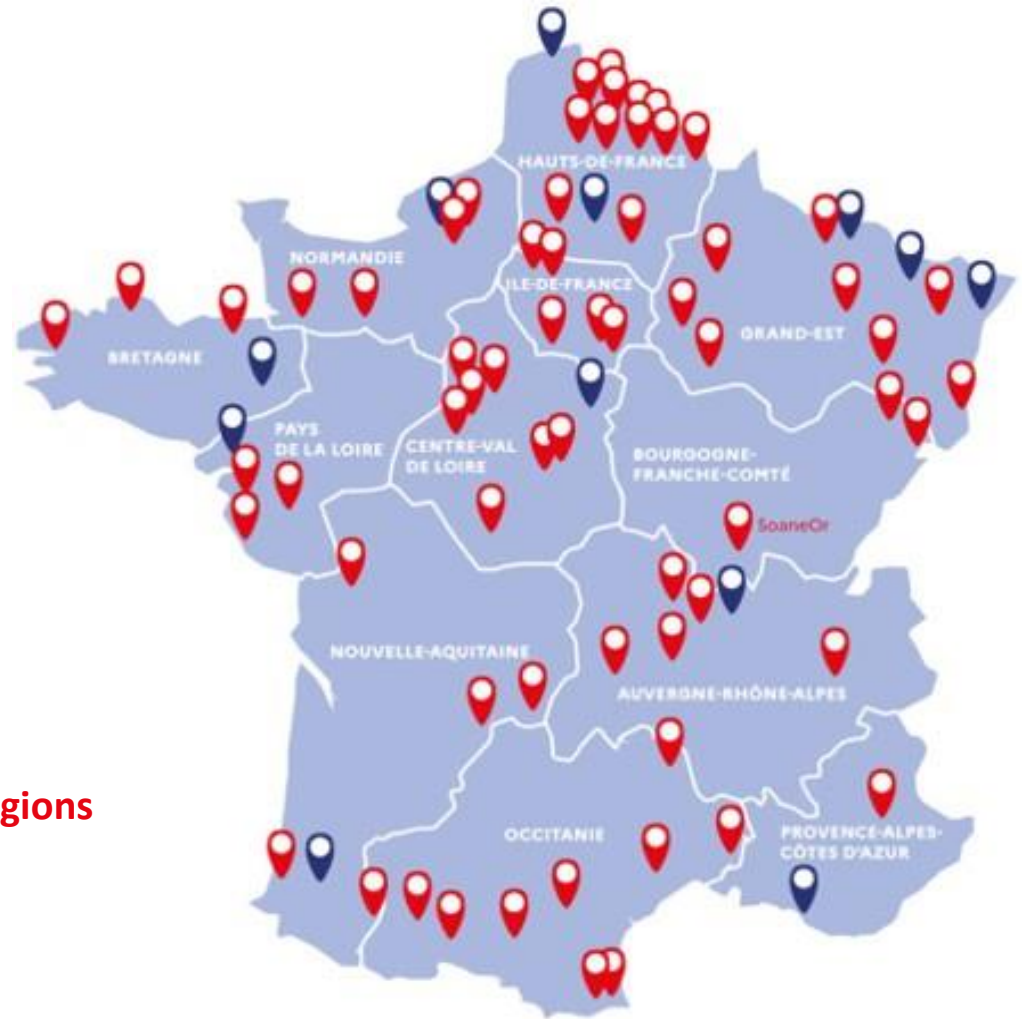 HAUTS-DE-FRANCE
NORMANDIE
ILE-DE-FRANCE
GRAND-EST
BRETAGNE
PAYS
DE LA LOIRE
CENTRE-VAL
DE LOIRE
BOURGOGNE-
FRANCHE-COMTÉ
SoaneOr
NOUVELLE-AQUITAINE
AUVERGNE-RHÔNE-ALPES
gions
OCCITANIE
PROVENCE-ALPES-
CÔTES D'AZUR